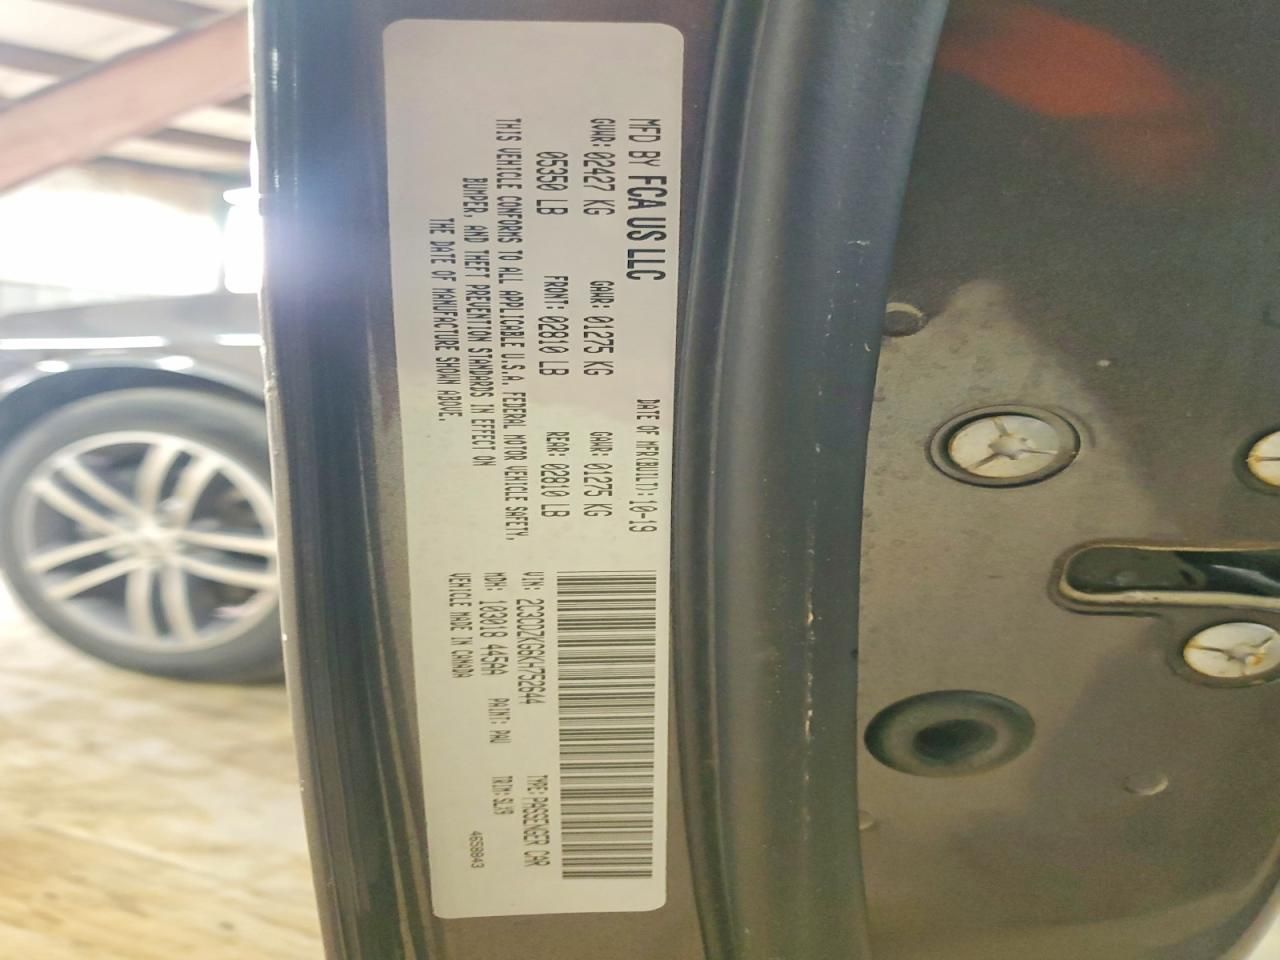 MFD BY FCA US LLC
DATE OF MFR(BUILT): 10-19
GVWR: 02427 KG GAWR: 01275 KG GAWR: 01275 KG
05350 LB FRONT: 02810 LB REAR: 02810 LB
THIS VEHICLE CONFORMS TO ALL APPLICABLE U.S.A. FEDERAL MOTOR VEHICLE SAFETY,
BUMPER, AND THEFT PREVENTION STANDARDS IN EFFECT ON
THE DATE OF MANUFACTURE SHOWN ABOVE.
VIN: 2C3CDZKG6KH752644 TYPE: PASSENGER CAR
MDH: 103018 445AA PAINT: PAU TRIM: SLX9
VEHICLE MADE IN CANADA 4658843